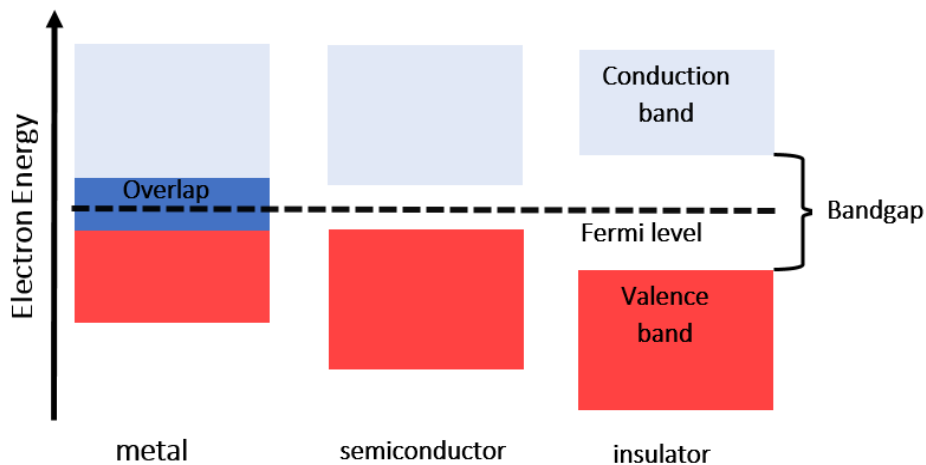 Electron Energy
Overlap
Conduction
band
Fermi level
Bandgap
Valence
band
metal
semiconductor
insulator